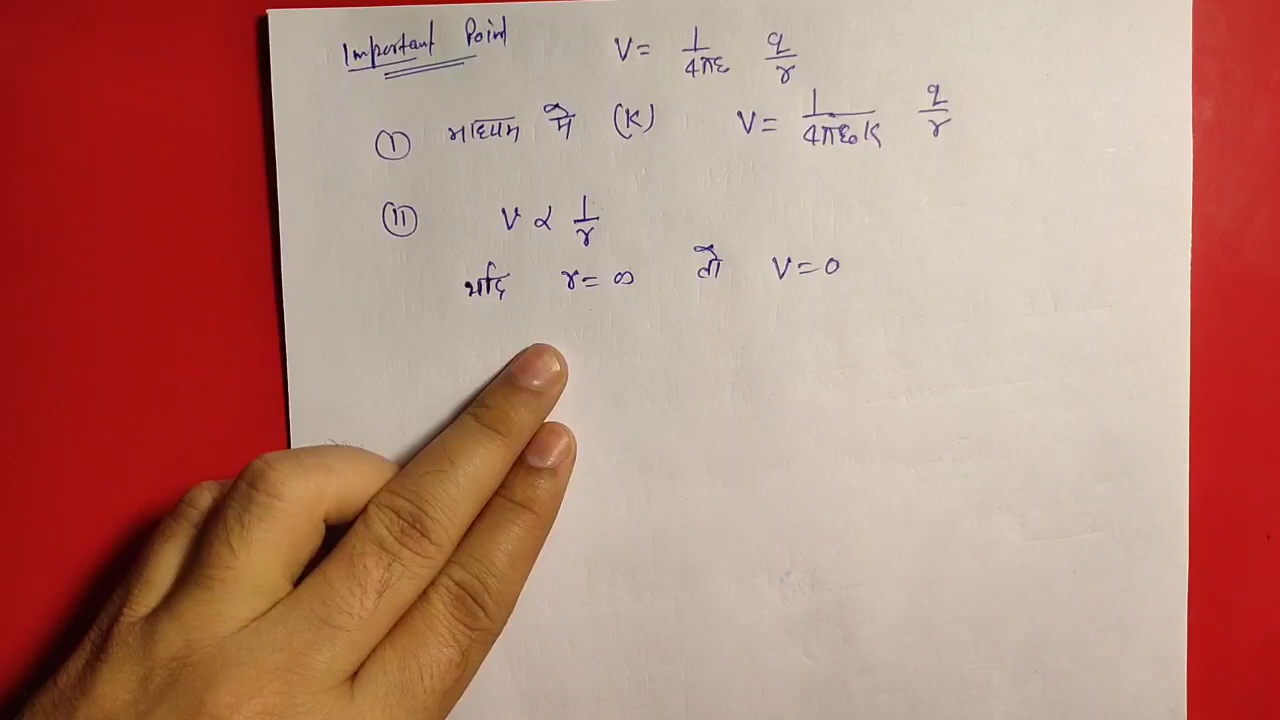 Important Point V = 1/4πε q/r
(I) माध्यम में (K) V = 1/4πε₀K q/r
(II) V ∝ 1/r
यदि r = ∞ तो V = 0